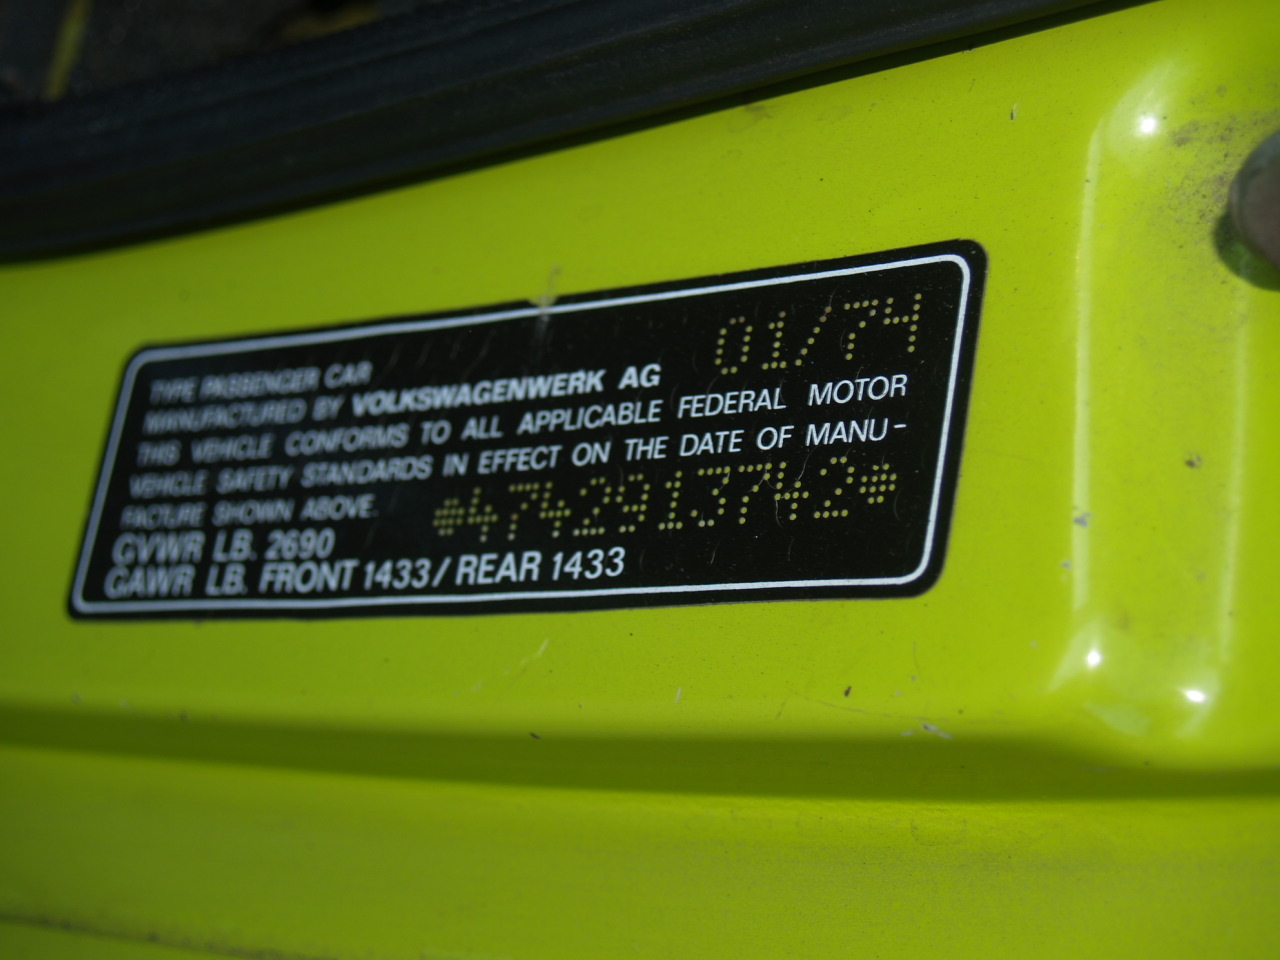 TYPE PASSENGER CAR
MANUFACTURED BY VOLKSWAGENWERK AG 01/74
THIS VEHICLE CONFORMS TO ALL APPLICABLE FEDERAL MOTOR
VEHICLE SAFETY STANDARDS IN EFFECT ON THE DATE OF MANU-
FACTURE SHOWN ABOVE. *4742913742*
GVWR LB. 2690
GAWR LB. FRONT 1433/ REAR 1433